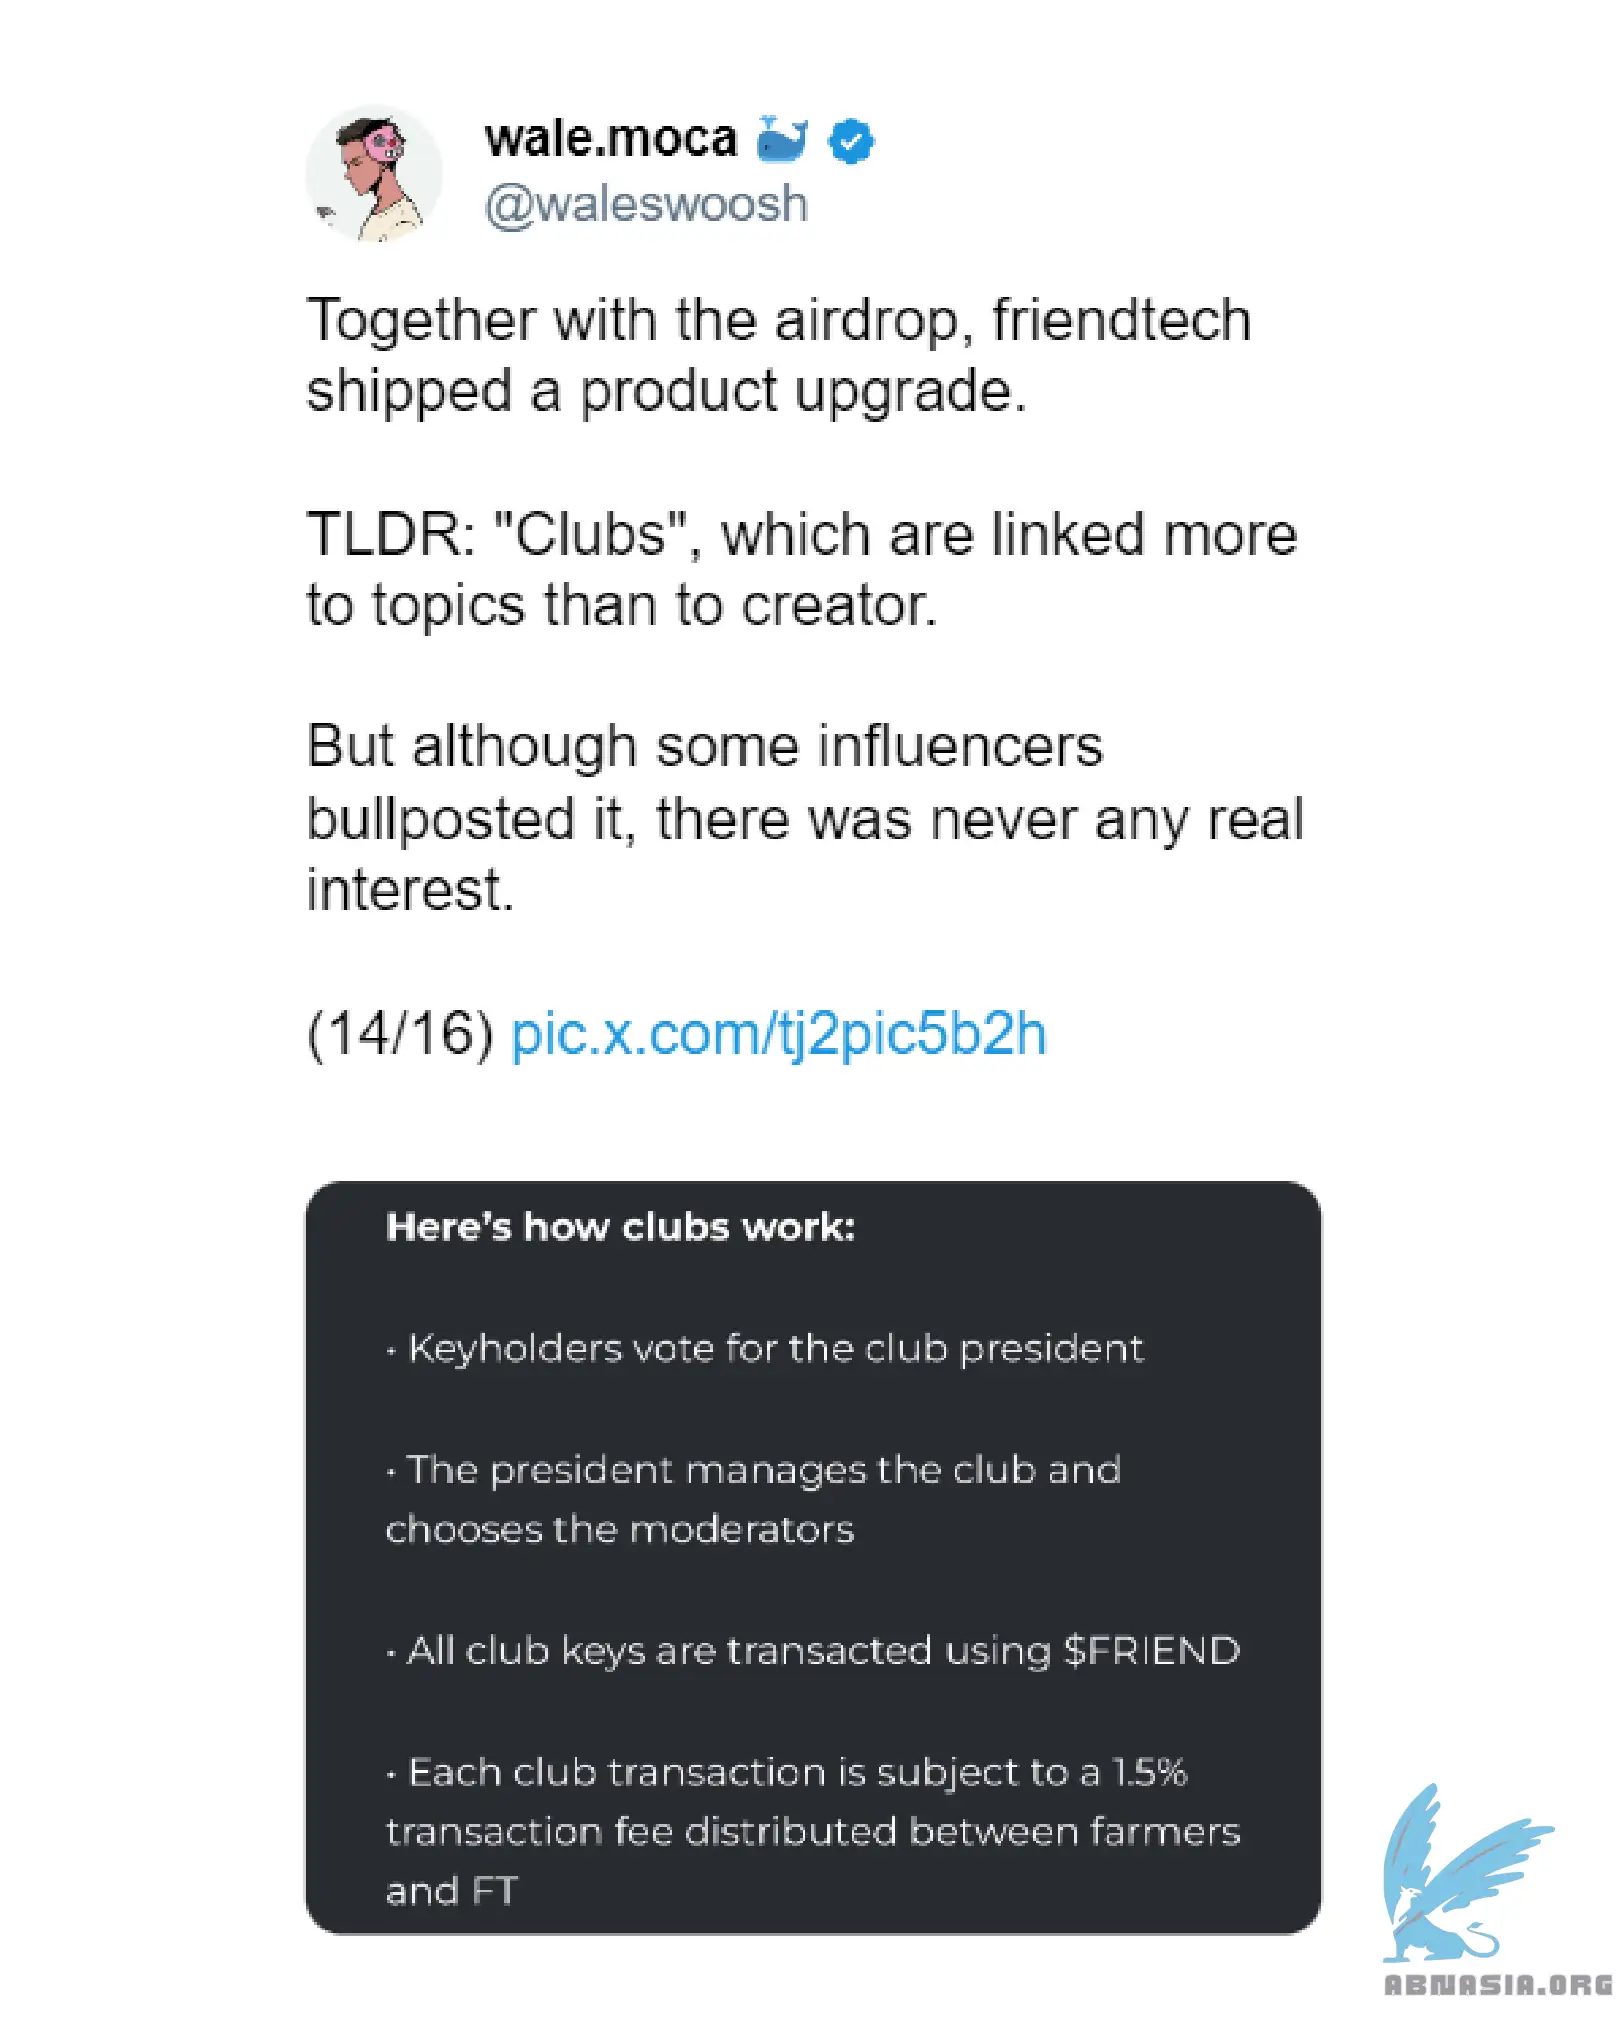 wale.moca 🐳
@waleswoosh
Together with the airdrop, friendtech
shipped a product upgrade.
TLDR: "Clubs", which are linked more
to topics than to creator.
But although some influencers
bullposted it, there was never any real
interest.
(14/16) pic.x.com/tj2pic5b2h
Here's how clubs work:
• Keyholders vote for the club president
• The president manages the club and
chooses the moderators
• All club keys are transacted using $FRIEND
• Each club transaction is subject to a 1.5%
transaction fee distributed between farmers
and FT
ABNASIA.ORG